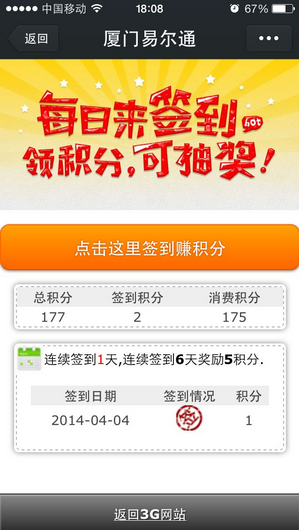 中国移动 18:08 67%
返回 厦门易尔通
每日来签到 hot
领积分,可抽奖!
点击这里签到赚积分
总积分 签到积分 消费积分
177 2 175
连续签到1天,连续签到6天奖励5积分.
签到日期 签到情况 积分
2014-04-04 签 1
返回3G网站